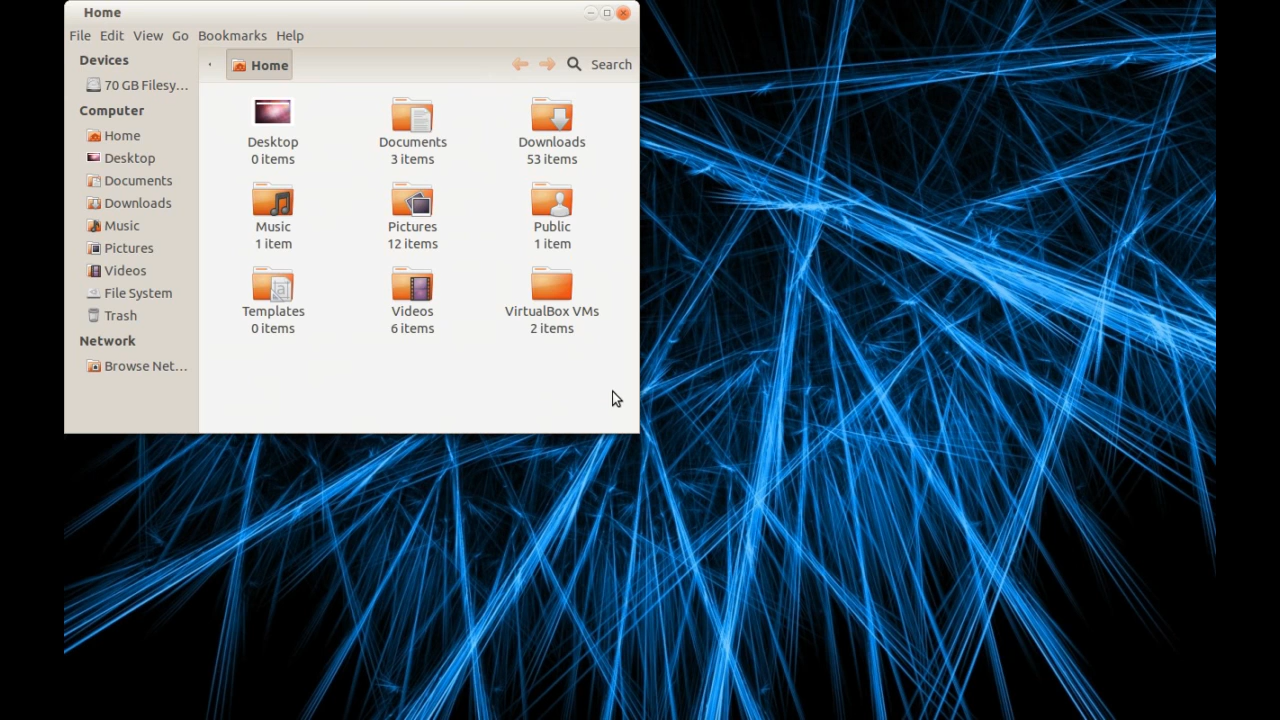 Home
File Edit View Go Bookmarks Help
Devices
70 GB Filesy...
Computer
Home
Desktop
Documents
Downloads
Music
Pictures
Videos
File System
Trash
Network
Browse Net...
Home
Search
Desktop
0 items
Documents
3 items
Downloads
53 items
Music
1 item
Pictures
12 items
Public
1 item
Templates
0 items
Videos
6 items
VirtualBox VMs
2 items